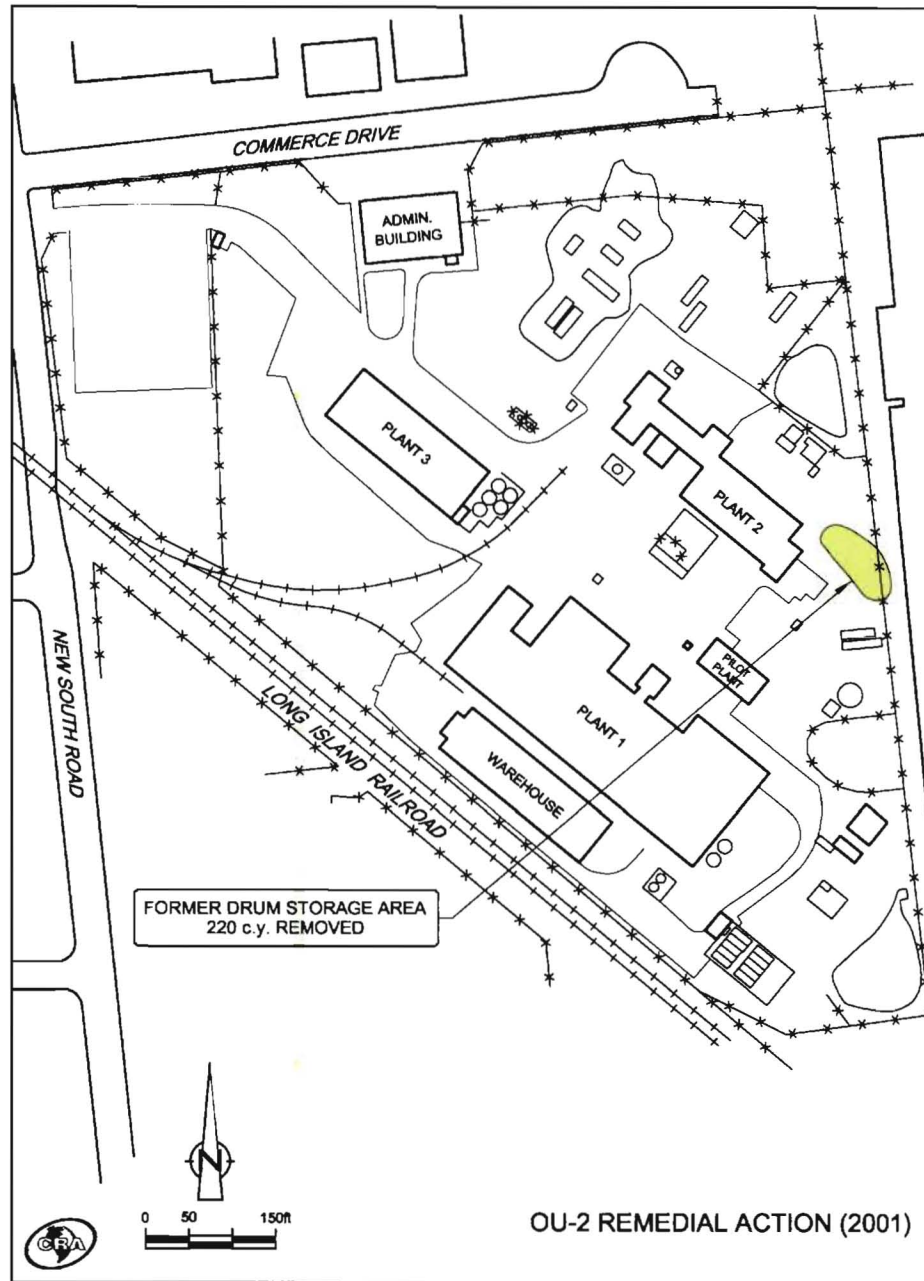 COMMERCE DRIVE
ADMIN.
BUILDING
PLANT 3
PLANT 2
NEW SOUTH ROAD
LONG ISLAND RAILROAD
PILOT
PLANT
PLANT 1
WAREHOUSE
FORMER DRUM STORAGE AREA
220 c.y. REMOVED
N
0 50 150ft
CRA
OU-2 REMEDIAL ACTION (2001)